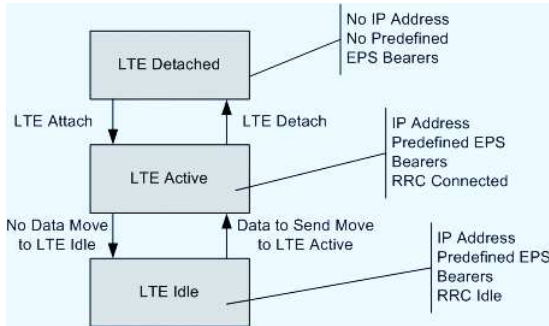 No IP Address
No Predefined
EPS Bearers
LTE Detached
LTE Attach
LTE Detach
IP Address
Predefined EPS
Bearers
RRC Connected
LTE Active
No Data Move
to LTE Idle
Data to Send Move
to LTE Active
IP Address
Predefined EPS
Bearers
RRC Idle
LTE Idle